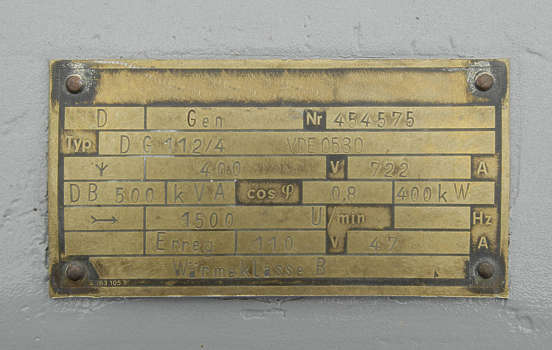 D Gen Nr 454575
Typ DG 112/4 VDE 0530
Y 400 V 722 A
DB 500 kVA cos φ 0,8 400 kW
1500 U/min Hz
Erreg 110 V 47 A
Wärmeklasse B